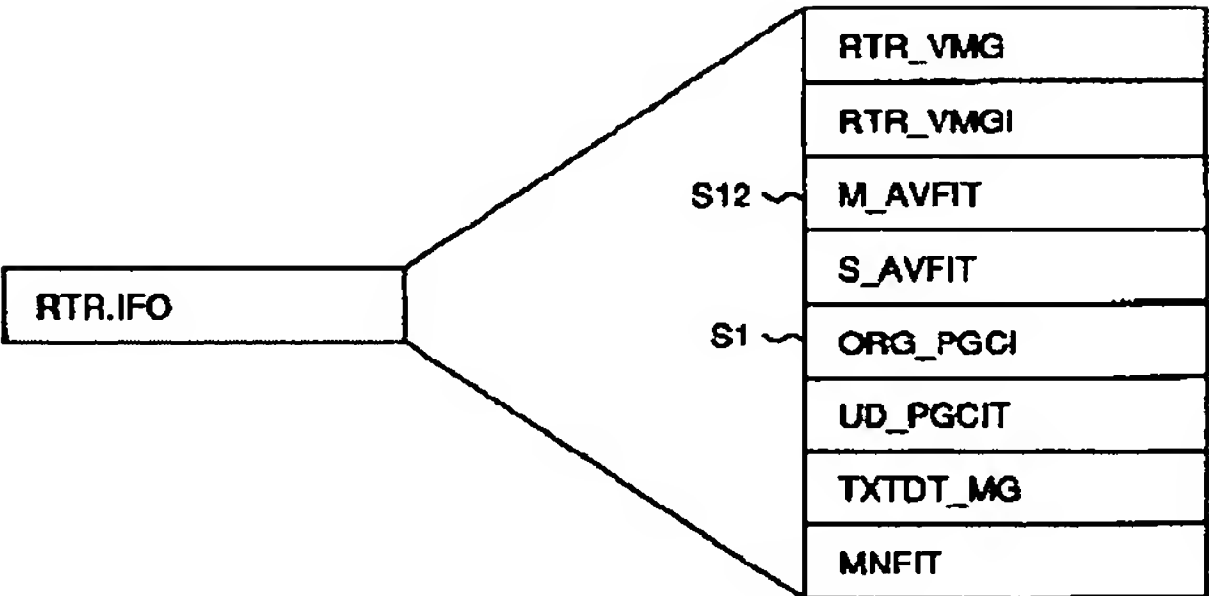 RTR.IFO
RTR_VMG
RTR_VMGI
S12 M_AVFIT
S_AVFIT
S1 ORG_PGCI
UD_PGCIT
TXTDT_MG
MNFIT